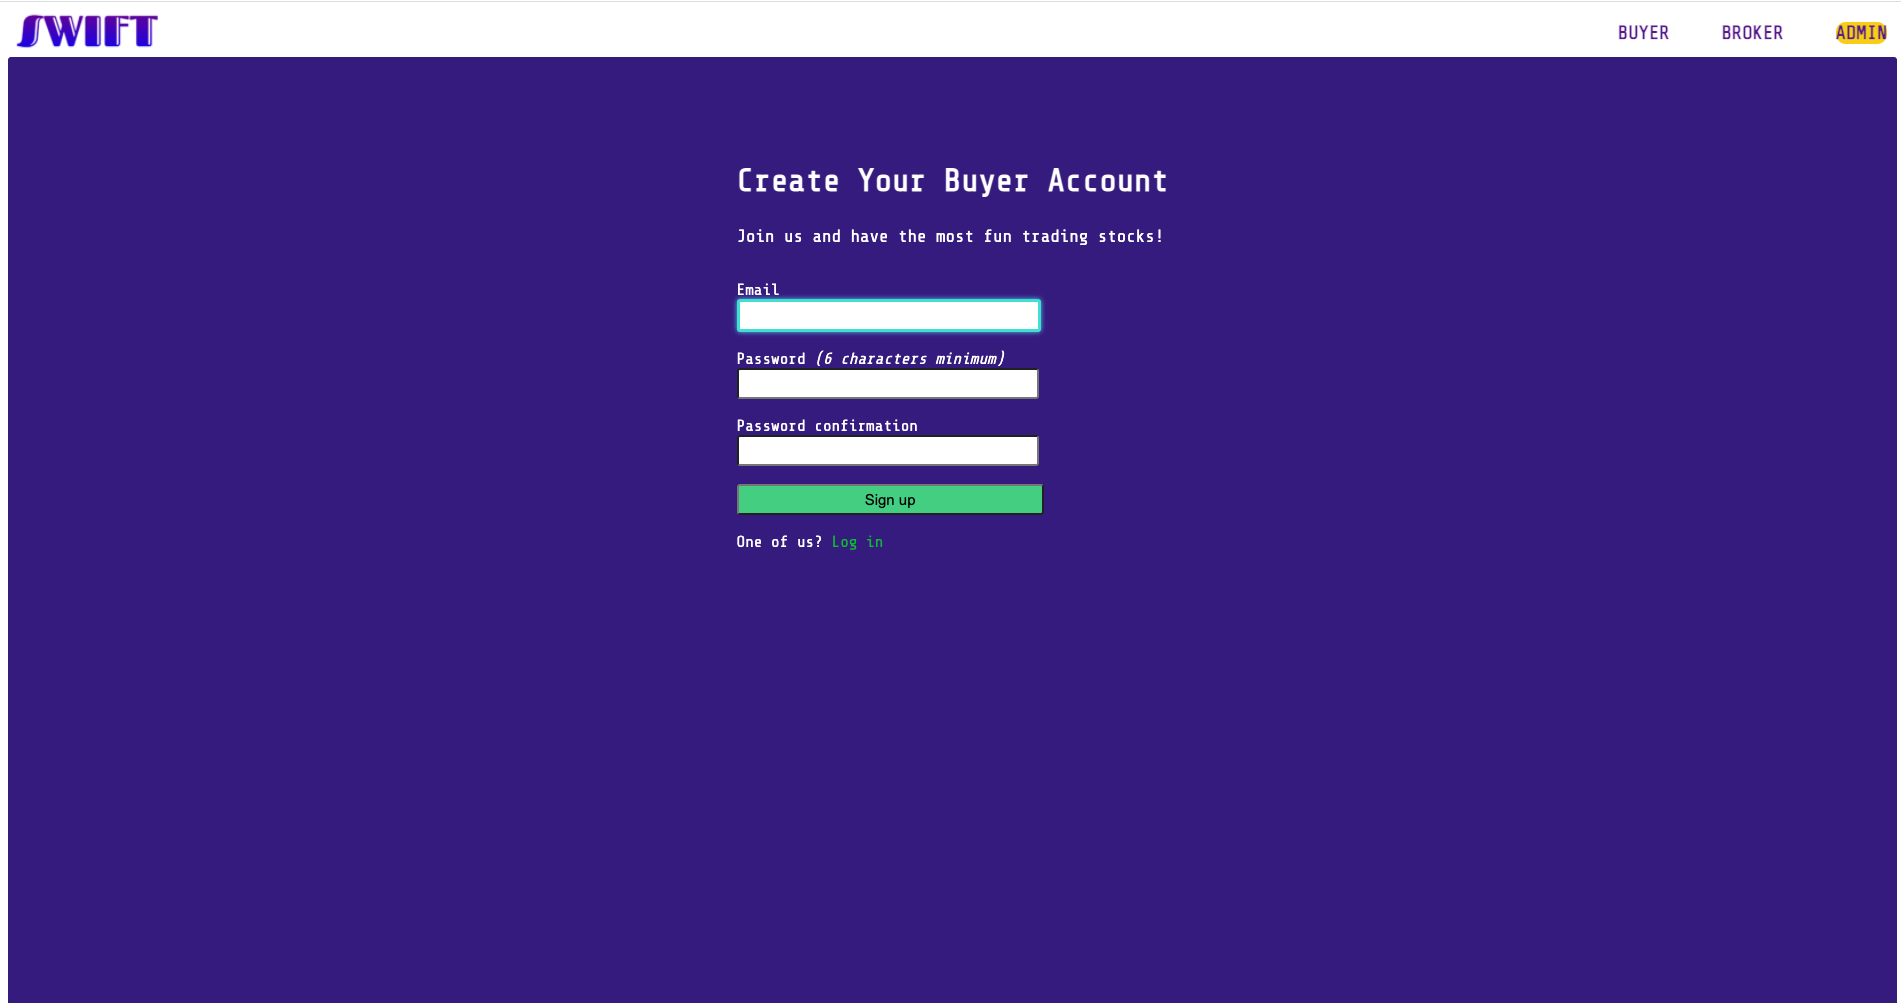 SWIFT
BUYER BROKER ADMIN
Create Your Buyer Account
Join us and have the most fun trading stocks!
Email
Password (6 characters minimum)
Password confirmation
Sign up
One of us? Log in